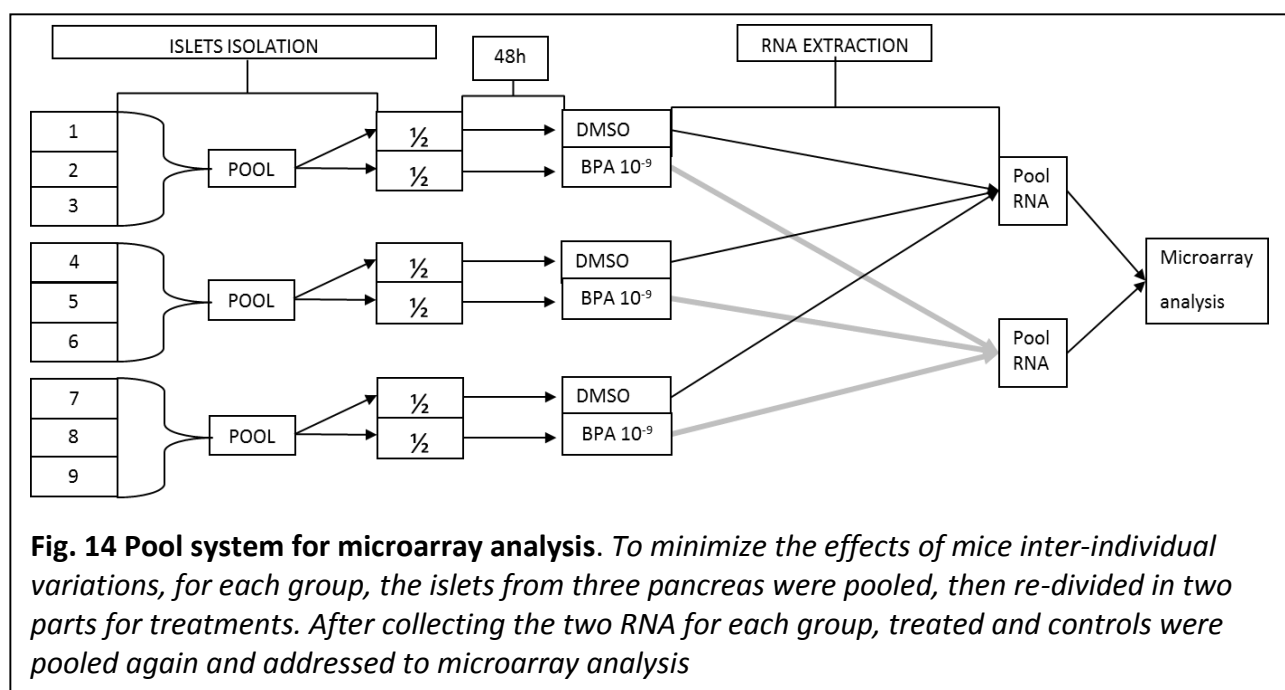 ISLETS ISOLATION
48h
RNA EXTRACTION
1
2
3
POOL
½
½
DMSO
BPA 10⁻⁹
4
5
6
POOL
½
½
DMSO
BPA 10⁻⁹
7
8
9
POOL
½
½
DMSO
BPA 10⁻⁹
Pool
RNA
Pool
RNA
Microarray
analysis
Fig. 14 Pool system for microarray analysis. To minimize the effects of mice inter-individual
variations, for each group, the islets from three pancreas were pooled, then re-divided in two
parts for treatments. After collecting the two RNA for each group, treated and controls were
pooled again and addressed to microarray analysis